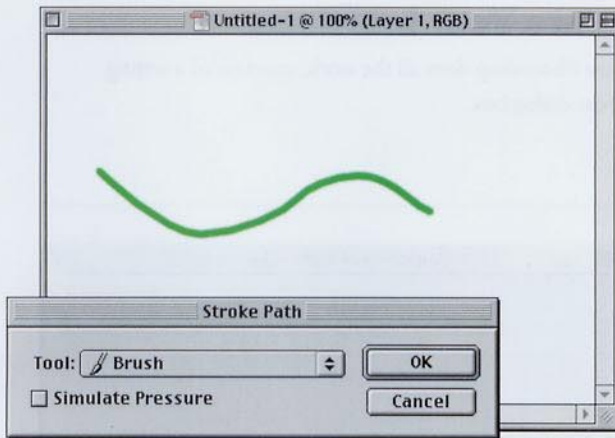 Untitled-1 @ 100% (Layer 1, RGB)
Stroke Path
Tool: Brush
OK
Simulate Pressure
Cancel